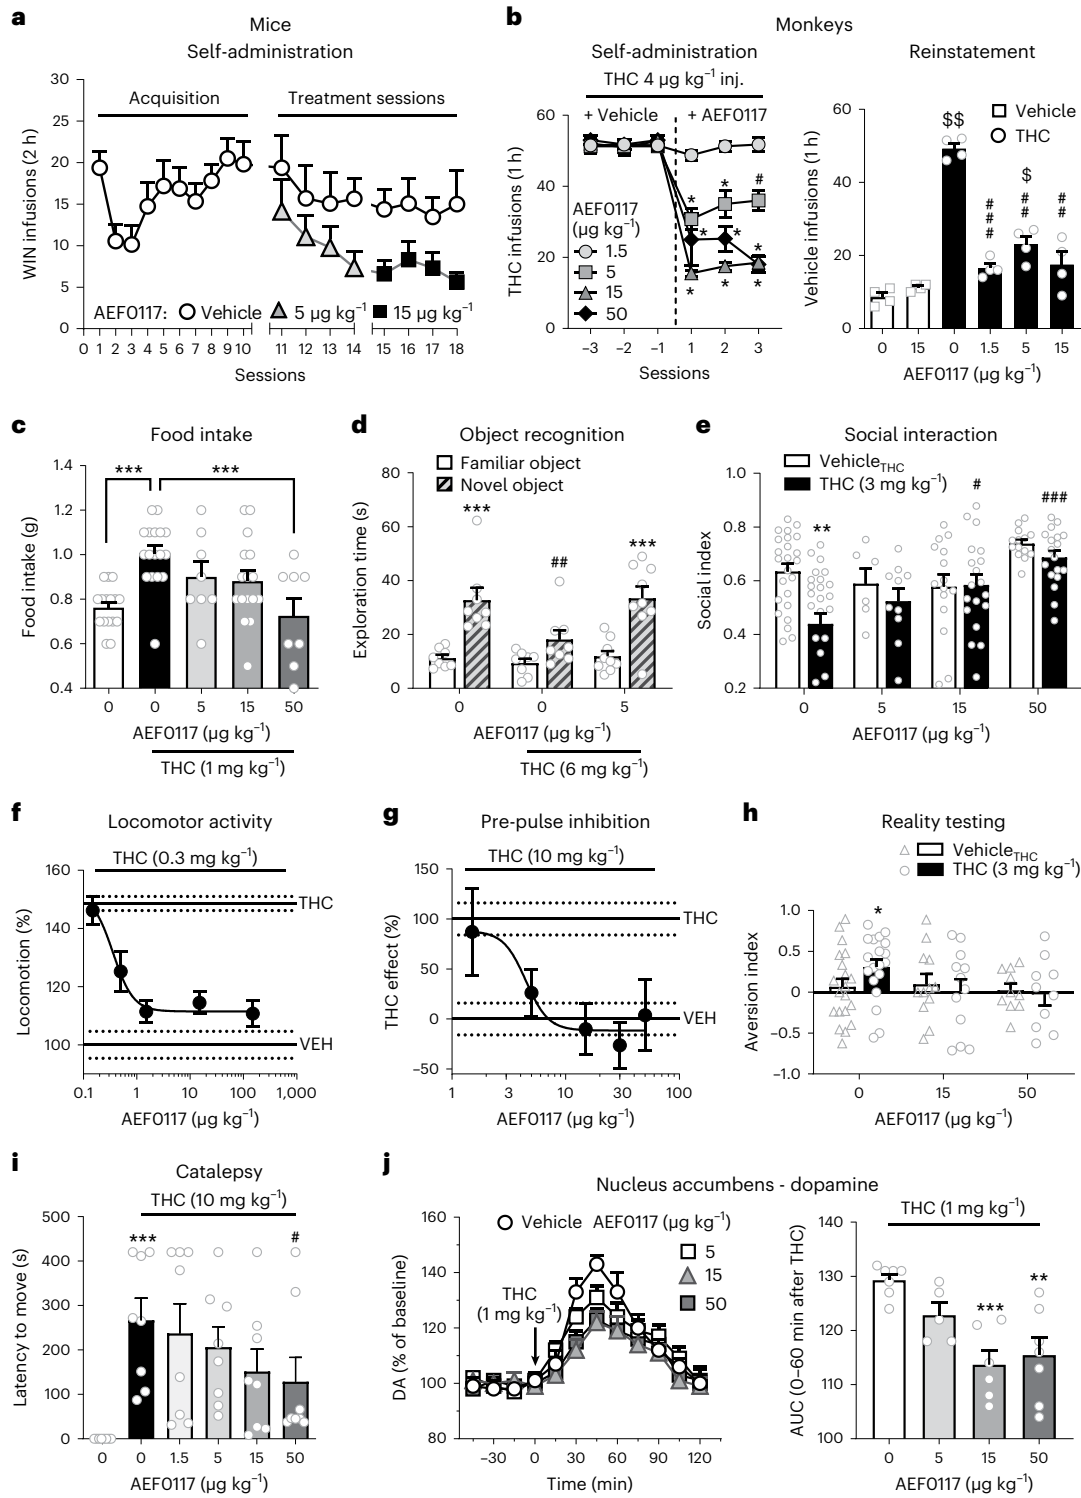 a
Mice
Self-administration
WIN infusions (2 h)
30
25
20
15
10
5
0
Acquisition
Treatment sessions
AEF0117:
Vehicle
5 µg kg⁻¹
15 µg kg⁻¹
0 1 2 3 4 5 6 7 8 9 10 11 12 13 14 15 16 17 18
Sessions
b
Monkeys
Self-administration
THC 4 µg kg⁻¹ inj.
+ Vehicle
+ AEF0117
THC infusions (1 h)
60
40
20
0
AEF0117
(µg kg⁻¹)
1.5
5
15
50
* * #
* * *
* * *
–3 –2 –1 1 2 3
Sessions
Reinstatement
Vehicle
THC
Vehicle infusions (1 h)
60
40
20
0
$$
###
$
##
##
0 15 0 1.5 5 15
AEF0117 (µg kg⁻¹)
c
Food intake
Food intake (g)
1.4
1.2
1.0
0.8
0.6
0.4
*** ***
0 0 5 15 50
AEF0117 (µg kg⁻¹)
THC (1 mg kg⁻¹)
d
Object recognition
Familiar object
Novel object
Exploration time (s)
80
60
40
20
0
*** ## ***
0 0 5
AEF0117 (µg kg⁻¹)
THC (6 mg kg⁻¹)
e
Social interaction
VehicleTHC
THC (3 mg kg⁻¹)
Social index
1.0
0.8
0.6
0.4
0.2
** # ###
0 5 15 50
AEF0117 (µg kg⁻¹)
f
Locomotor activity
THC (0.3 mg kg⁻¹)
Locomotion (%)
160
140
120
100
THC
VEH
0.1 1 10 100 1,000
AEF0117 (µg kg⁻¹)
g
Pre-pulse inhibition
THC (10 mg kg⁻¹)
THC effect (%)
150
100
50
0
–50
THC
VEH
1 3 10 30 100
AEF0117 (µg kg⁻¹)
h
Reality testing
VehicleTHC
THC (3 mg kg⁻¹)
Aversion index
1.0
0.5
0
–0.5
–1.0
*
0 15 50
AEF0117 (µg kg⁻¹)
i
Catalepsy
THC (10 mg kg⁻¹)
Latency to move (s)
500
400
300
200
100
0
*** #
0 0 1.5 5 15 50
AEF0117 (µg kg⁻¹)
j
Nucleus accumbens - dopamine
DA (% of baseline)
160
140
120
100
80
Vehicle
AEF0117 (µg kg⁻¹)
5
15
50
THC
(1 mg kg⁻¹)
–30 0 30 60 90 120
Time (min)
THC (1 mg kg⁻¹)
AUC (0–60 min after THC)
140
130
120
110
100
*** **
0 5 15 50
AEF0117 (µg kg⁻¹)